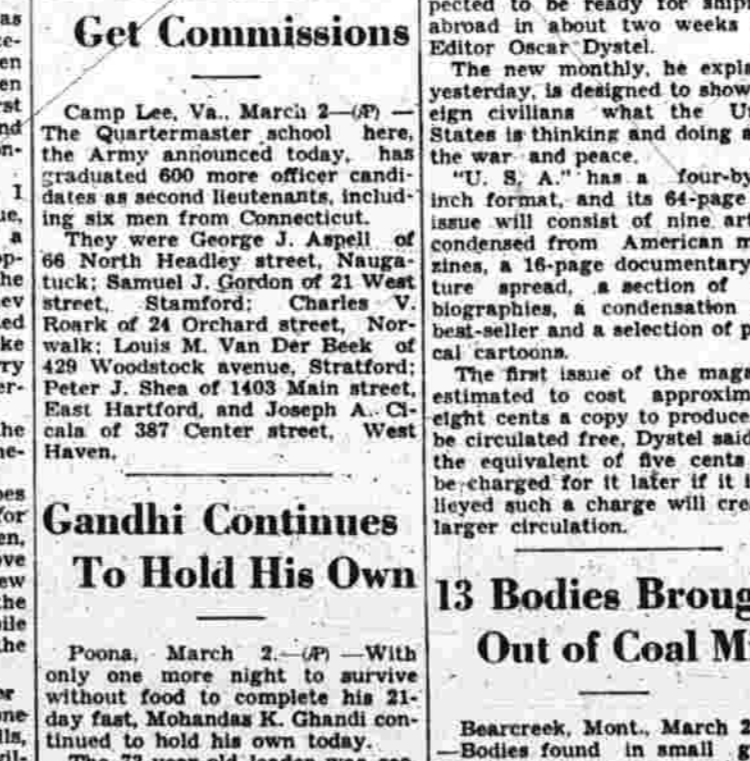 Get Commissions
Camp Lee, Va., March 2—(AP) —
The Quartermaster school here,
the Army announced today, has
graduated 600 more officer candi-
dates as second lieutenants, includ-
ing six men from Connecticut.
They were George J. Aspell of
66 North Headley street, Nauga-
tuck; Samuel J. Gordon of 21 West
street, Stamford; Charles V.
Roark of 24 Orchard street, Nor-
walk; Louis M. Van Der Beek of
429 Woodstock avenue, Stratford;
Peter J. Shea of 1403 Main street,
East Hartford, and Joseph A. Ci-
cala of 387 Center street, West
Haven.
Gandhi Continues
To Hold His Own
Poona, March 2.—(AP) —With
only one more night to survive
without food to complete his 21-
day fast, Mohandas K. Ghandi con-
tinued to hold his own today.
pected to be ready for
abroad in about two weeks
Editor Oscar Dystel.
The new monthly, he
yesterday, is designed to show
eign civilians what the
States is thinking and doing
the war and peace.
"U. S. A." has a four-by
inch format, and its 64-page
issue will consist of nine
condensed from American
zines, a 16-page documentary
ture spread, a section of
biographies, a condensation
best-seller and a selection of
cal cartoons.
The first issue of the
estimated to cost
eight cents a copy to produce
be circulated free, Dystel said
the equivalent of five cents
be charged for it later if it
lieved such a charge will
larger circulation.
13 Bodies
Out of Coal
Bearcreek, Mont., March 2
—Bodies found in small